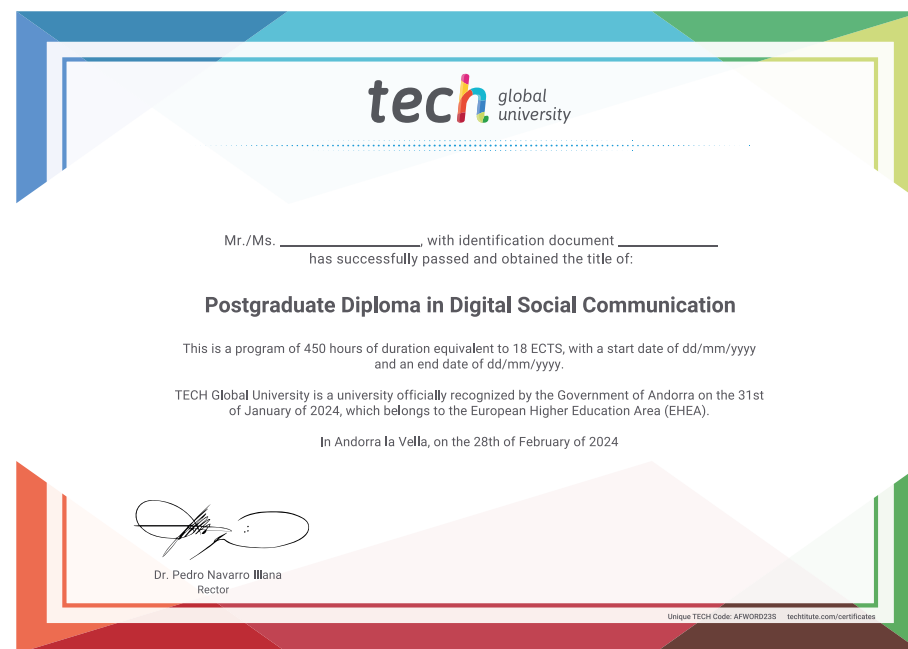 tech global
university
Mr./Ms. ____________, with identification document ____________
has successfully passed and obtained the title of:
Postgraduate Diploma in Digital Social Communication
This is a program of 450 hours of duration equivalent to 18 ECTS, with a start date of dd/mm/yyyy
and an end date of dd/mm/yyyy.
TECH Global University is a university officially recognized by the Government of Andorra on the 31st
of January of 2024, which belongs to the European Higher Education Area (EHEA).
In Andorra la Vella, on the 28th of February of 2024
Dr. Pedro Navarro Illana
Rector
Unique TECH Code: AFWORD23S techtitute.com/certificates